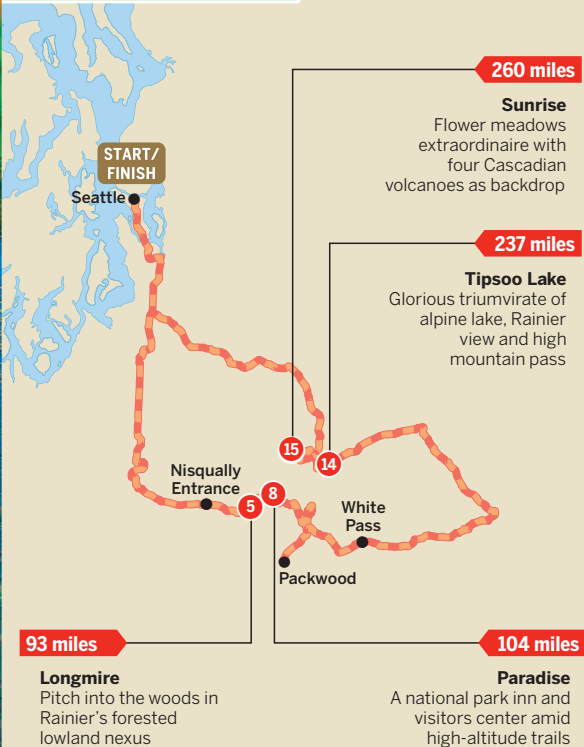 260 miles
Sunrise
Flower meadows
extraordinaire with
four Cascadian
volcanoes as backdrop
START/
FINISH
Seattle
237 miles
Tipsoo Lake
Glorious triumvirate of
alpine lake, Rainier
view and high
mountain pass
15
14
Nisqually
Entrance
5
8
White
Pass
Packwood
93 miles
Longmire
Pitch into the woods in
Rainier's forested
lowland nexus
104 miles
Paradise
A national park inn and
visitors center amid
high-altitude trails